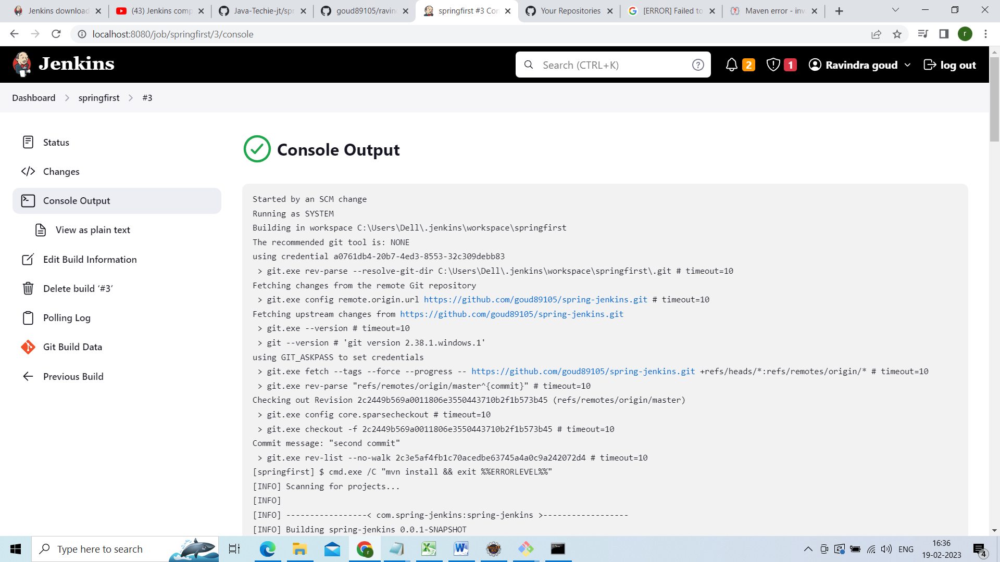 Jenkins download
(43) Jenkins comp
Java-Techie-jt/spr
goud89105/ravin
springfirst #3 Con
Your Repositories
[ERROR] Failed to
Maven error - inv
localhost:8080/job/springfirst/3/console
r
Jenkins
Search (CTRL+K)
2
1
Ravindra goud
log out
Dashboard
springfirst
#3
Status
Changes
Console Output
View as plain text
Edit Build Information
Delete build ‘#3’
Polling Log
Git Build Data
Previous Build
Console Output
Started by an SCM change
Running as SYSTEM
Building in workspace C:\Users\Dell\.jenkins\workspace\springfirst
The recommended git tool is: NONE
using credential a0761db4-20b7-4ed3-8553-32c309debb83
> git.exe rev-parse --resolve-git-dir C:\Users\Dell\.jenkins\workspace\springfirst\.git # timeout=10
Fetching changes from the remote Git repository
> git.exe config remote.origin.url https://github.com/goud89105/spring-jenkins.git # timeout=10
Fetching upstream changes from https://github.com/goud89105/spring-jenkins.git
> git.exe --version # timeout=10
> git --version # 'git version 2.38.1.windows.1'
using GIT_ASKPASS to set credentials
> git.exe fetch --tags --force --progress -- https://github.com/goud89105/spring-jenkins.git +refs/heads/*:refs/remotes/origin/* # timeout=10
> git.exe rev-parse "refs/remotes/origin/master^{commit}" # timeout=10
Checking out Revision 2c2449b569a0011806e3550443710b2f1b573b45 (refs/remotes/origin/master)
> git.exe config core.sparsecheckout # timeout=10
> git.exe checkout -f 2c2449b569a0011806e3550443710b2f1b573b45 # timeout=10
Commit message: "second commit"
> git.exe rev-list --no-walk 2c3e5af4fb1c70acedbe63745a4a0c9a242072d4 # timeout=10
[springfirst] $ cmd.exe /C "mvn install && exit %%ERRORLEVEL%%"
[INFO] Scanning for projects...
[INFO]
[INFO] -----------------< com.spring-jenkins:spring-jenkins >------------------
[INFO] Building spring-jenkins 0.0.1-SNAPSHOT
Type here to search
ENG
16:36
19-02-2023
4